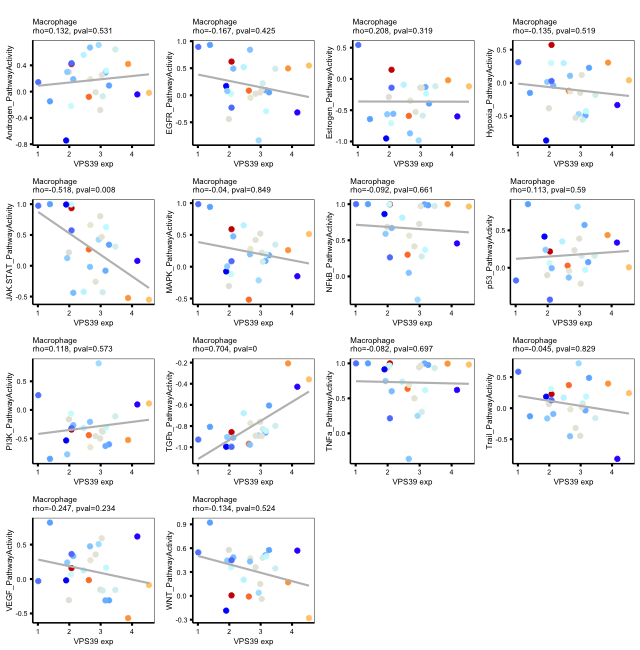 Macrophage
rho=0.132, pval=0.531
Androgen_PathwayActivity
0.5
0.0
-0.4
-0.8
1 2 3 4
VPS39 exp
Macrophage
rho=-0.167, pval=0.425
EGFR_PathwayActivity
1.0
0.5
0.0
-0.5
1 2 3 4
VPS39 exp
Macrophage
rho=0.208, pval=0.319
Estrogen_PathwayActivity
0.5
0.0
-0.5
-1.0
1 2 3 4
VPS39 exp
Macrophage
rho=-0.135, pval=0.519
Hypoxia_PathwayActivity
0.5
0.0
-0.5
1 2 3 4
VPS39 exp
Macrophage
rho=-0.518, pval=0.008
JAK.STAT_PathwayActivity
1.0
0.5
0.0
-0.5
1 2 3 4
VPS39 exp
Macrophage
rho=-0.04, pval=0.849
MAPK_PathwayActivity
1.0
0.5
0.0
-0.5
1 2 3 4
VPS39 exp
Macrophage
rho=-0.092, pval=0.661
NFkB_PathwayActivity
1.0
0.5
0.0
1 2 3 4
VPS39 exp
Macrophage
rho=0.113, pval=0.59
p53_PathwayActivity
0.5
0.0
-0.5
1 2 3 4
VPS39 exp
Macrophage
rho=0.118, pval=0.573
PI3K_PathwayActivity
0.5
0.0
-0.5
1 2 3 4
VPS39 exp
Macrophage
rho=0.704, pval=0
TGFb_PathwayActivity
-0.2
-0.4
-0.6
-0.8
-1.0
1 2 3 4
VPS39 exp
Macrophage
rho=-0.082, pval=0.697
TNFa_PathwayActivity
1.0
0.5
0.0
1 2 3 4
VPS39 exp
Macrophage
rho=-0.045, pval=0.829
Trail_PathwayActivity
0.5
0.0
-0.5
1 2 3 4
VPS39 exp
Macrophage
rho=-0.247, pval=0.234
VEGF_PathwayActivity
0.5
0.0
-0.5
1 2 3 4
VPS39 exp
Macrophage
rho=-0.134, pval=0.524
WNT_PathwayActivity
0.9
0.6
0.3
0.0
-0.3
1 2 3 4
VPS39 exp